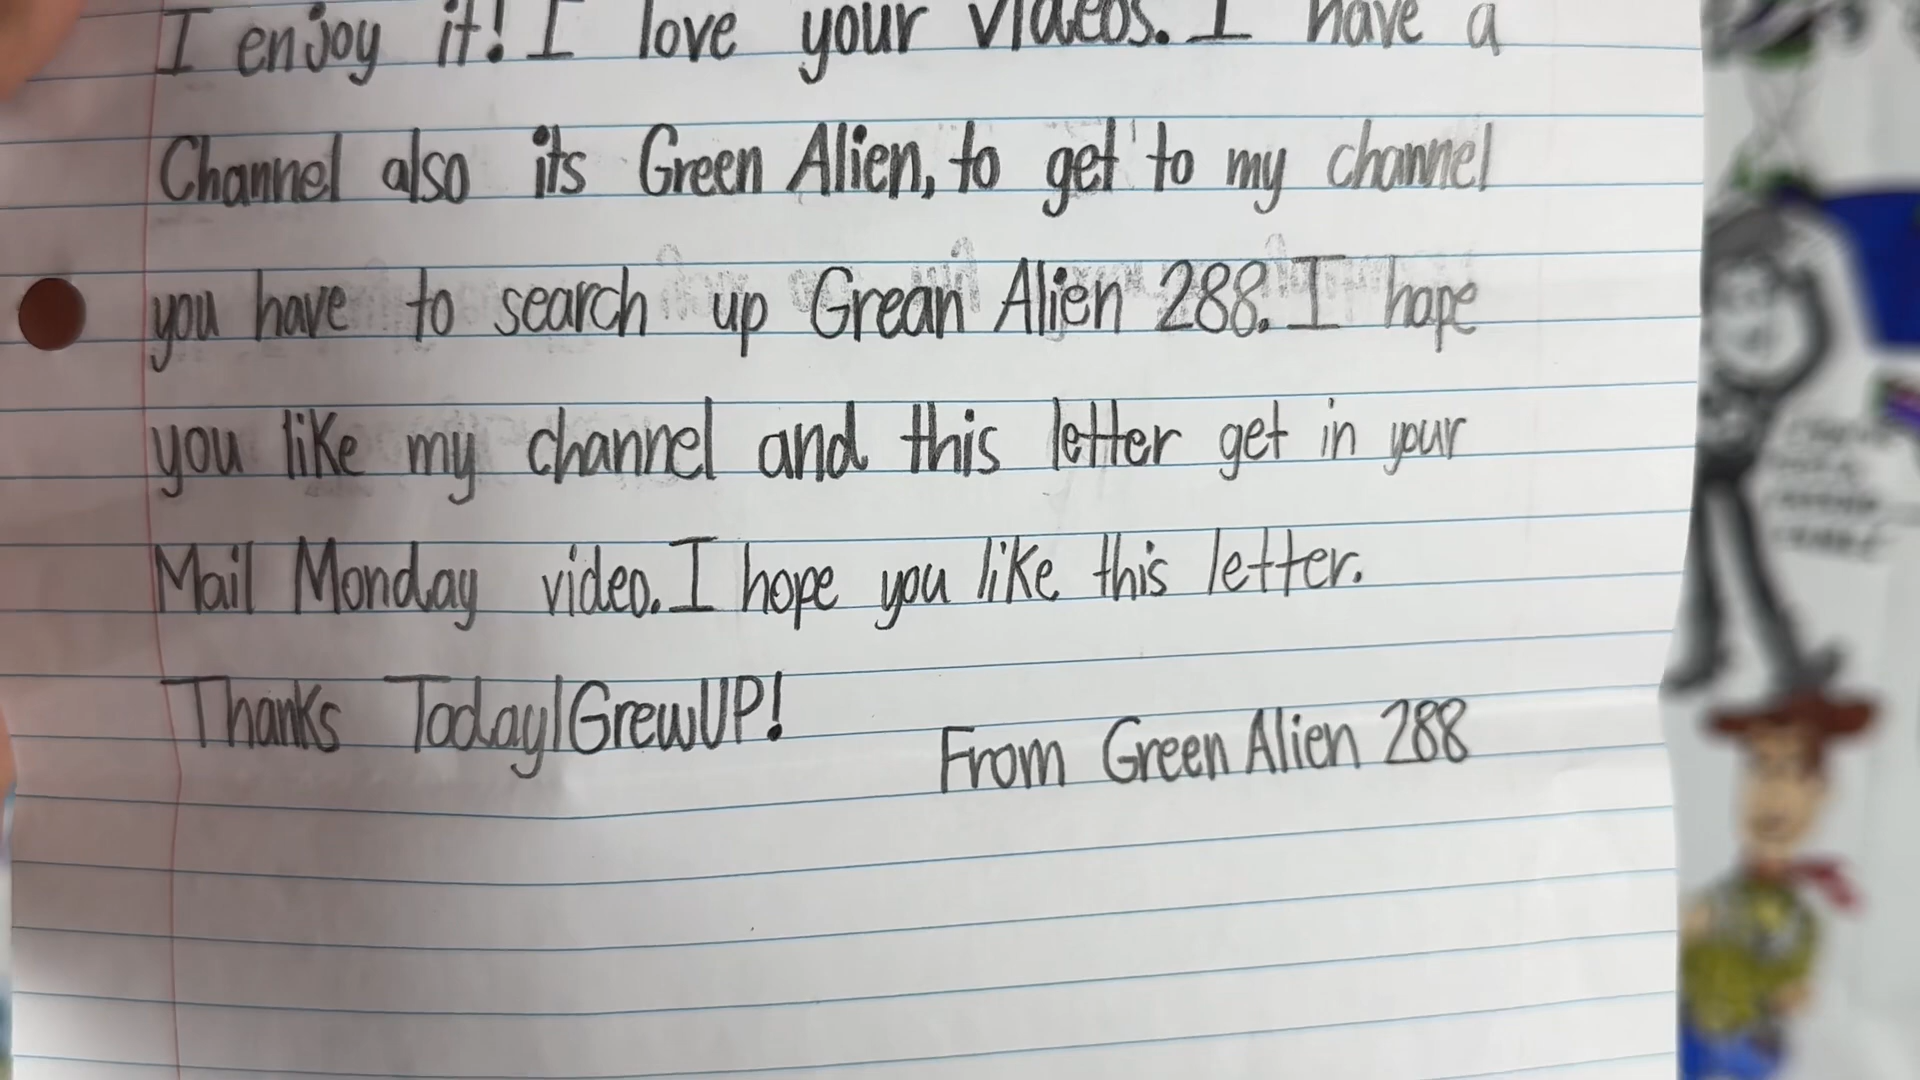 I enjoy it! I love your videos. I have a
Channel also its Green Alien, to get to my channel
you have to search up Grean Alien 288. I hope
you like my channel and this letter get in your
Mail Monday video. I hope you like this letter.
Thanks Today|GrewUP!
From Green Alien 288